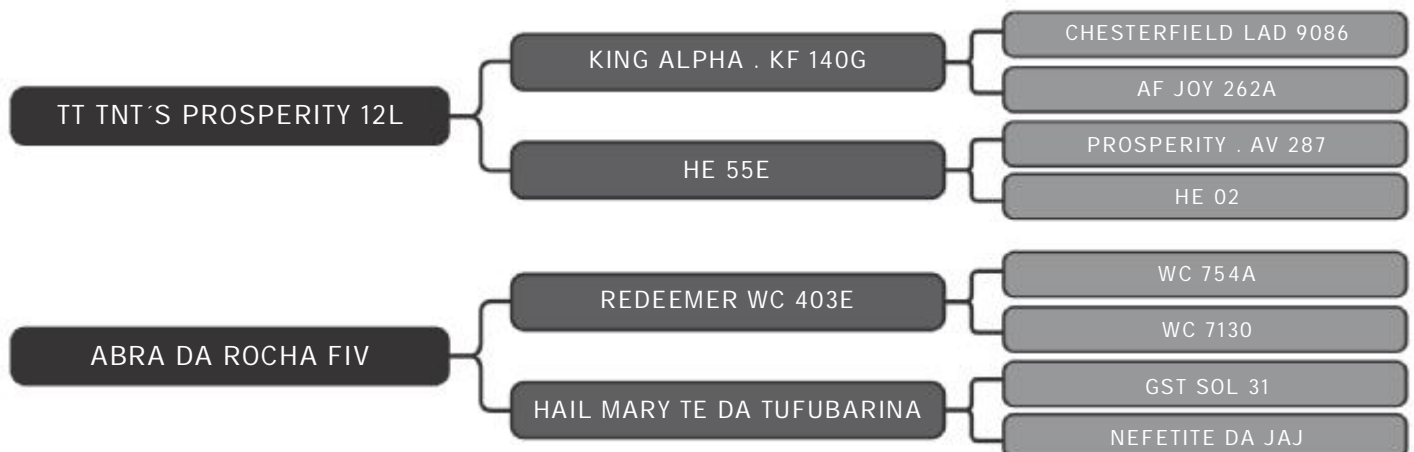 CHESTERFIELD LAD 9086
KING ALPHA . KF 140G
AF JOY 262A
TT TNT´S PROSPERITY 12L
PROSPERITY . AV 287
HE 55E
HE 02
WC 754A
REDEEMER WC 403E
WC 7130
ABRA DA ROCHA FIV
GST SOL 31
HAIL MARY TE DA TUFUBARINA
NEFETITE DA JAJ